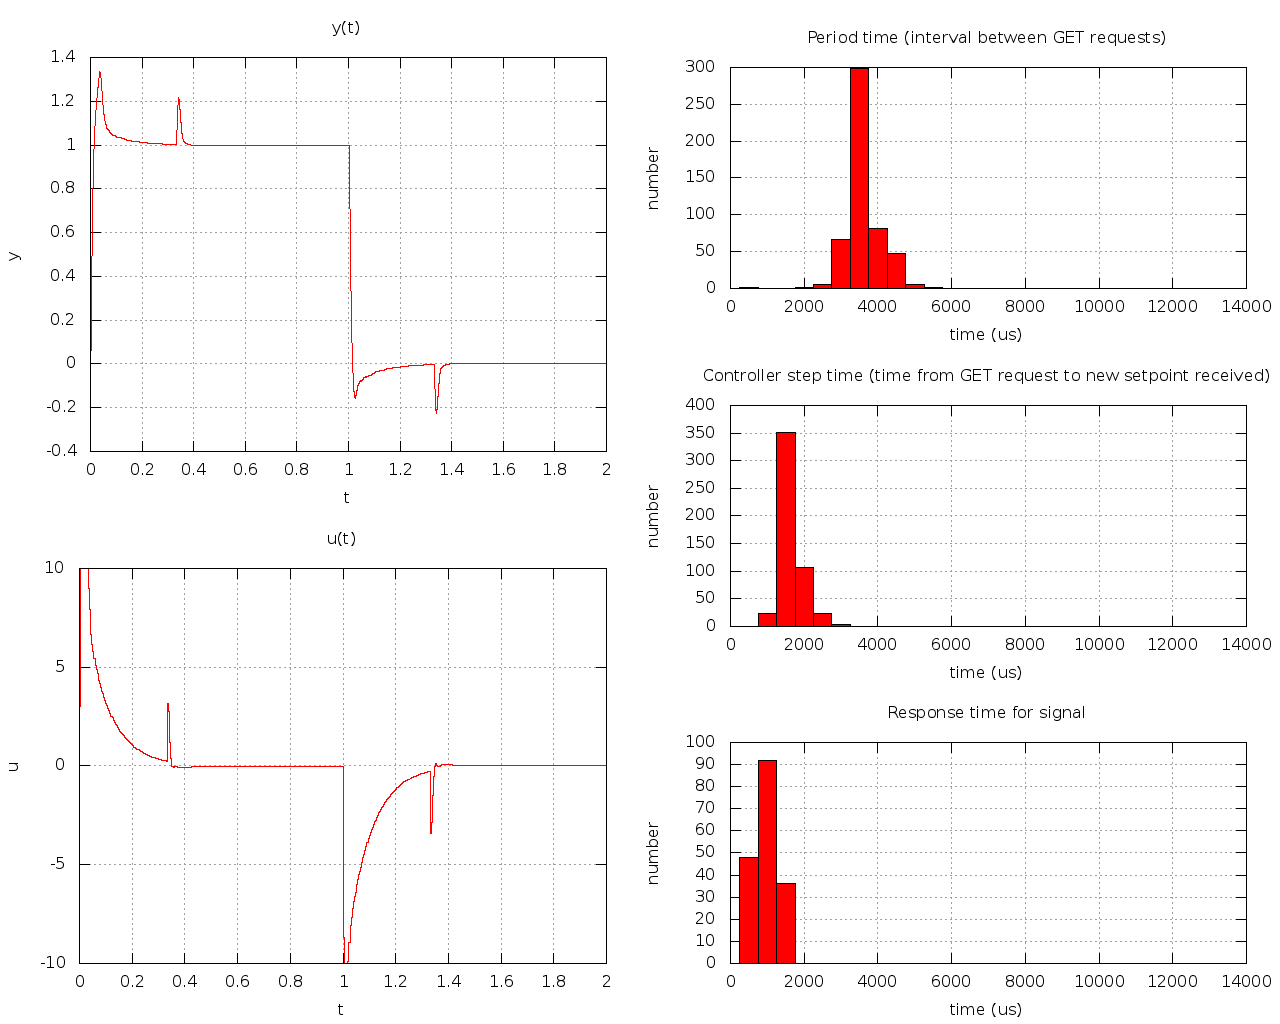 y(t)
1.4
1.2
1
0.8
0.6
0.4
0.2
0
-0.2
-0.4
y
0 0.2 0.4 0.6 0.8 1 1.2 1.4 1.6 1.8 2
t
u(t)
10
5
0
-5
-10
u
0 0.2 0.4 0.6 0.8 1 1.2 1.4 1.6 1.8 2
t
Period time (interval between GET requests)
300
250
200
150
100
50
0
number
0 2000 4000 6000 8000 10000 12000 14000
time (us)
Controller step time (time from GET request to new setpoint received)
400
350
300
250
200
150
100
50
0
number
0 2000 4000 6000 8000 10000 12000 14000
time (us)
Response time for signal
100
90
80
70
60
50
40
30
20
10
0
number
0 2000 4000 6000 8000 10000 12000 14000
time (us)